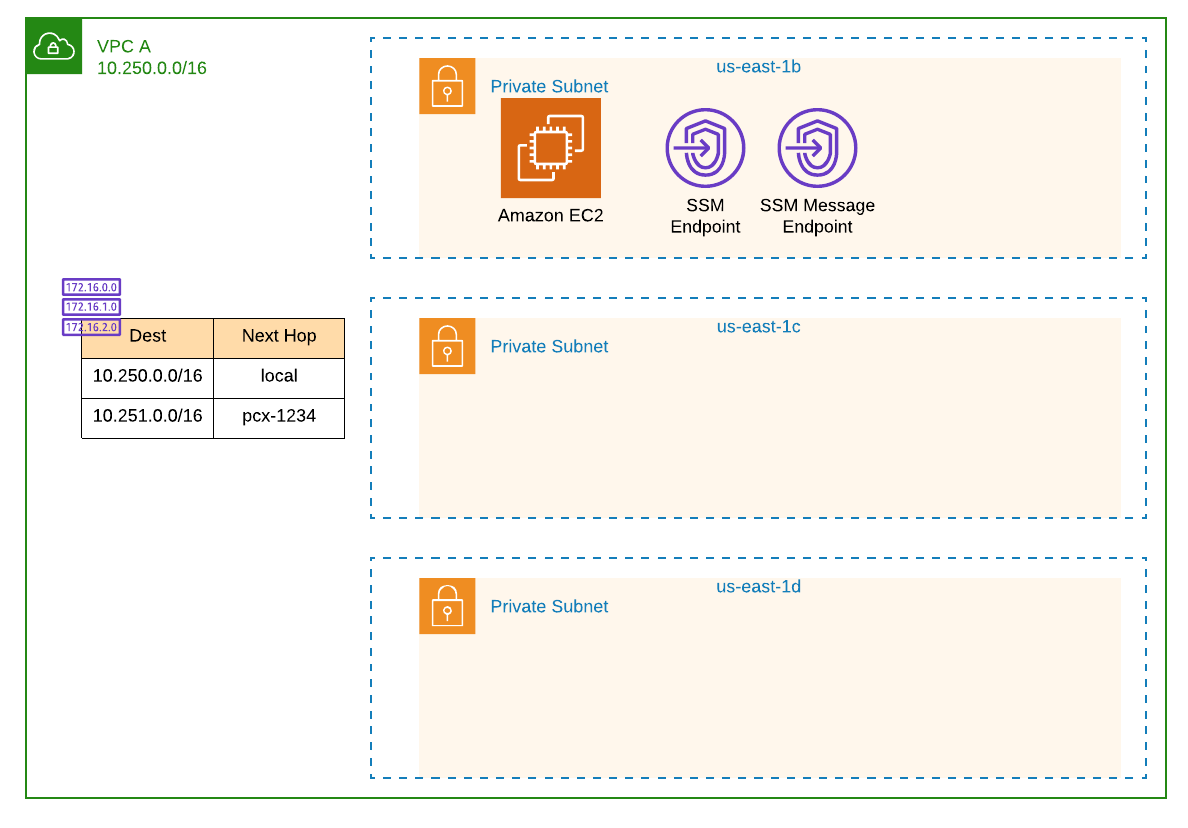 VPC A
10.250.0.0/16
us-east-1b
Private Subnet
Amazon EC2
SSM
Endpoint
SSM Message
Endpoint
172.16.0.0
172.16.1.0
172.16.2.0
Dest Next Hop
10.250.0.0/16 local
10.251.0.0/16 pcx-1234
us-east-1c
Private Subnet
us-east-1d
Private Subnet